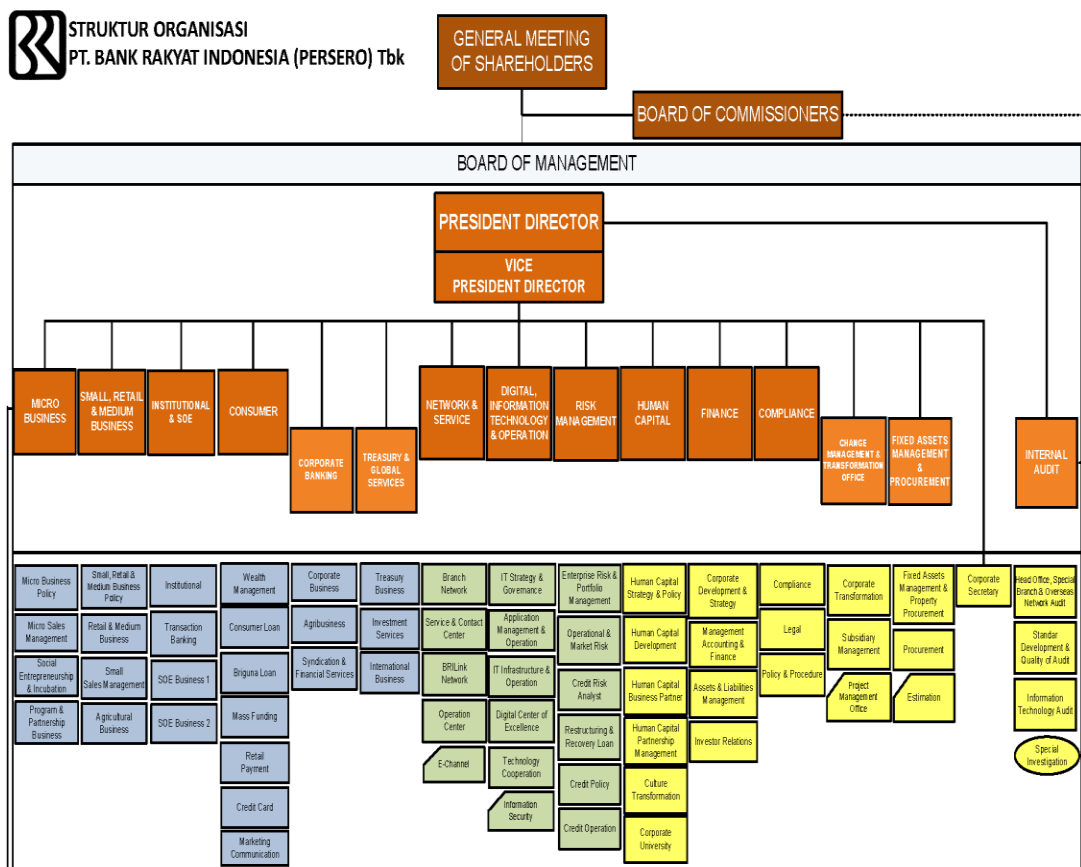 STRUKTUR ORGANISASI
PT. BANK RAKYAT INDONESIA (PERSERO) Tbk
GENERAL MEETING
OF SHAREHOLDERS
BOARD OF COMMISSIONERS
BOARD OF MANAGEMENT
PRESIDENT DIRECTOR
VICE
PRESIDENT DIRECTOR
MICRO
BUSINESS
SMALL, RETAIL
& MEDIUM
BUSINESS
INSTITUTIONAL
& SOE
CONSUMER
CORPORATE
BANKING
TREASURY &
GLOBAL
SERVICES
NETWORK &
SERVICE
DIGITAL,
INFORMATION
TECHNOLOGY
& OPERATION
RISK
MANAGEMENT
HUMAN
CAPITAL
FINANCE
COMPLIANCE
CHANGE
MANAGEMENT &
TRANSFORMATION
OFFICE
FIXED ASSETS
MANAGEMENT
&
PROCUREMENT
INTERNAL
AUDIT
Micro Business
Policy
Micro Sales
Management
Social
Entrepreneurship
& Incubation
Program &
Partnership
Business
Small, Retail &
Medium Business
Policy
Retail & Medium
Business
Small
Sales Management
Agricultural
Business
Institutional
Transaction
Banking
SOE Business 1
SOE Business 2
Wealth
Management
Consumer Loan
Briguna Loan
Mass Funding
Retail
Payment
Credit Card
Marketing
Communication
Corporate
Business
Agribusiness
Syndication &
Financial Services
Treasury
Business
Investment
Services
International
Business
Branch
Network
Service & Contact
Center
BRILink
Network
Operation
Center
E-Channel
IT Strategy &
Governance
Application
Management &
Operation
IT Infrastructure &
Operation
Digital Center of
Excellence
Technology
Cooperation
Information
Security
Enterprise Risk &
Portfolio
Management
Operational &
Market Risk
Credit Risk
Analyst
Restructuring &
Recovery Loan
Credit Policy
Credit Operation
Human Capital
Strategy & Policy
Human Capital
Development
Human Capital
Business Partner
Human Capital
Partnership
Management
Culture
Transformation
Corporate
University
Corporate
Development &
Strategy
Management
Accounting &
Finance
Assets & Liabilities
Management
Investor Relations
Compliance
Legal
Policy & Procedure
Corporate
Transformation
Subsidiary
Management
Project
Management
Office
Fixed Assets
Management &
Property
Procurement
Procurement
Estimation
Corporate
Secretary
Head Office, Special
Branch & Overseas
Network Audit
Standar
Development &
Quality of Audit
Information
Technology Audit
Special
Investigation